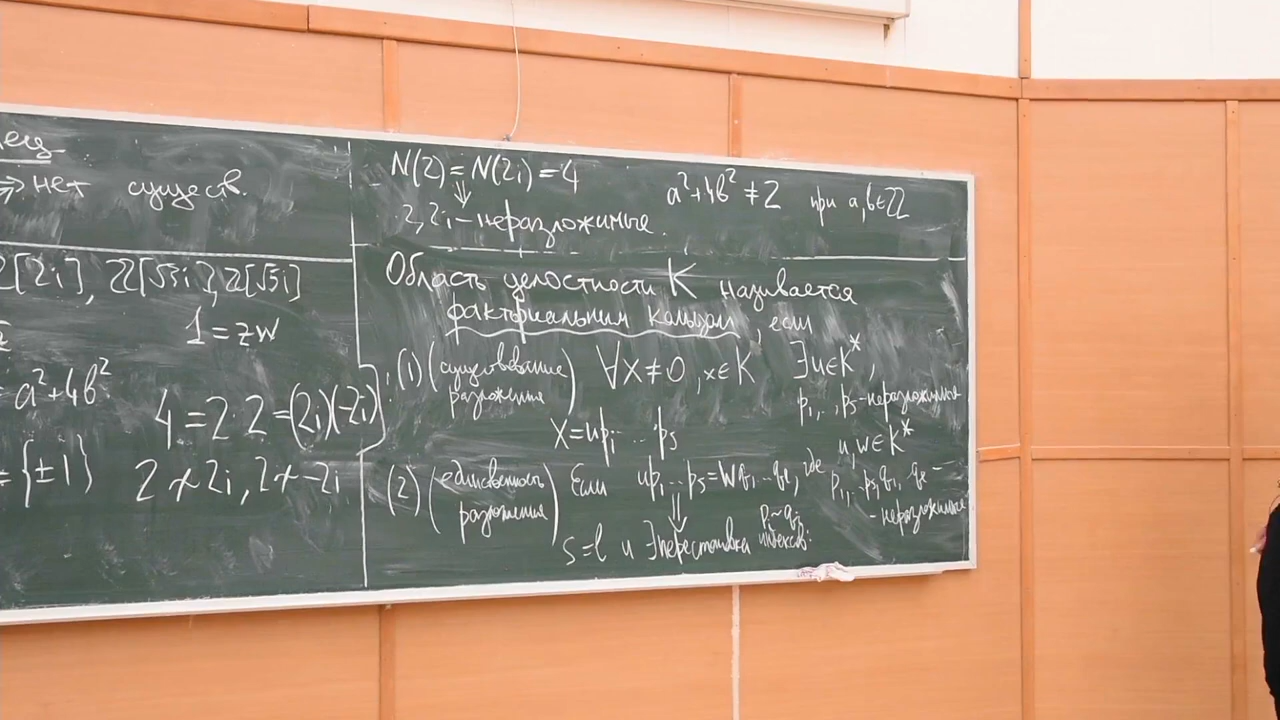 ⇒ нет существ.
ℤ[2i], ℤ[√3i], ℤ[√5i]
1 = zw
= a² + 4b²
4 = 2·2 = (2i)(-2i)
= {±1}
2 ≁ 2i, 2 ≁ -2i
N(2) = N(2i) = 4
⇓
2, 2i – неразложимые.
a² + 4b² ≠ 2 при a, b ∈ ℤ
Область целостности K называется
факториальным кольцом, если
(1) (существование разложения) ∀x ≠ 0, x ∈ K ∃u ∈ K*,
p₁, .., pₛ - неразложимые
x = up₁ … pₛ
(2) (единственность разложения) Если up₁ … pₛ = wq₁ … qₗ, где u, w ∈ K*
p₁, … pₛ, q₁, qₗ –
- неразложимые
⇓
s = l и ∃ перестановка индексов: pᵢ ~ qⱼ